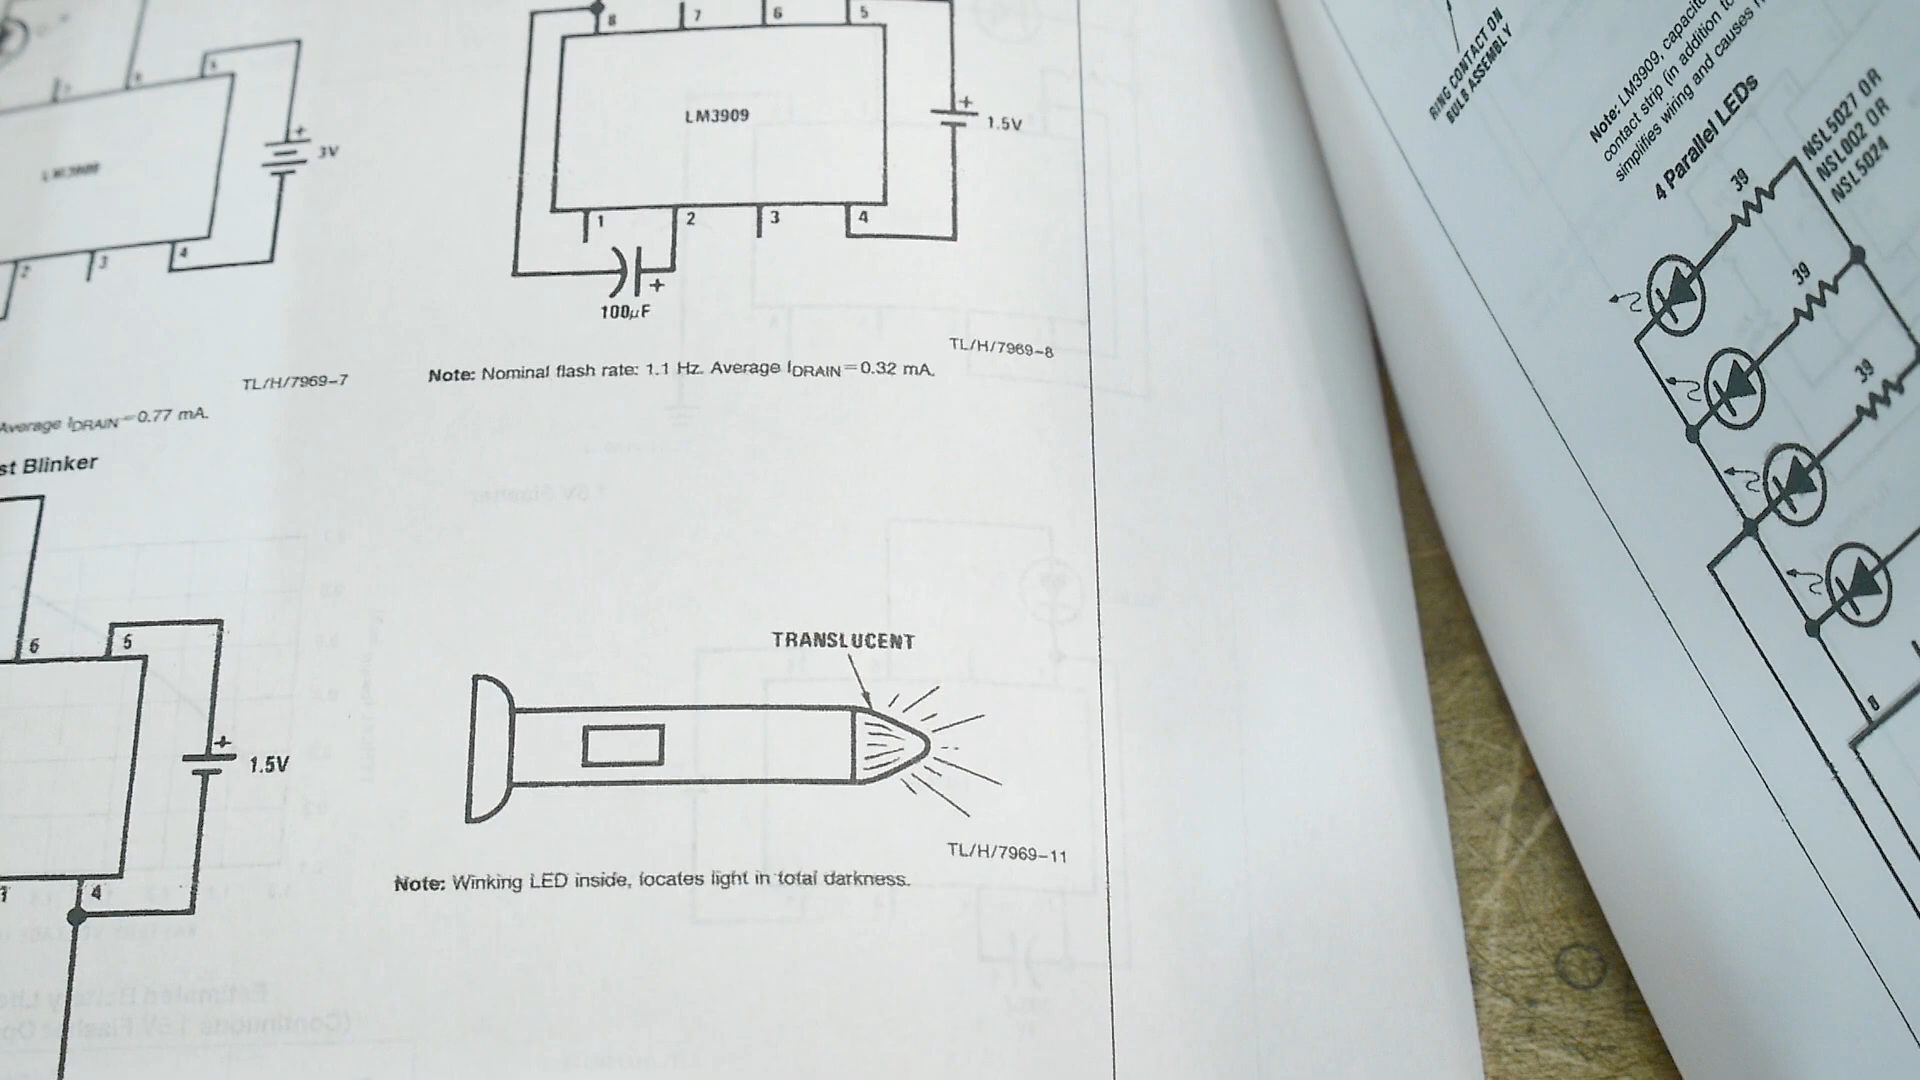 3V
2
3
4
TL/H/7969–7
Average IDRAIN = 0.77 mA.
st Blinker
6
5
1.5V
4
8
7
6
5
LM3909
+
1.5V
1
2
3
4
+
100µF
TL/H/7969–8
Note: Nominal flash rate: 1.1 Hz. Average IDRAIN = 0.32 mA.
TRANSLUCENT
TL/H/7969–11
Note: Winking LED inside, locates light in total darkness.
RING CONTACT ON
BULB ASSEMBLY
Note: LM3909, capacito
contact strip (in addition to
simplifies wiring and causes
4 Parallel LEDs
NSL5027 OR
NSL002 OR
NSL5024
39
39
39
8